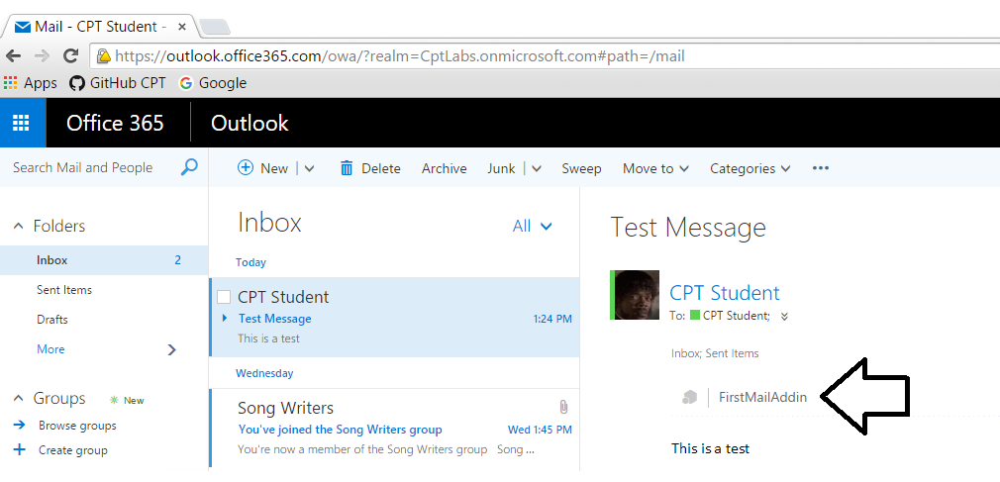 Mail - CPT Student - ×
https://outlook.office365.com/owa/?realm=CptLabs.onmicrosoft.com#path=/mail
Apps GitHub CPT Google
Office 365 Outlook
Search Mail and People
New Delete Archive Junk Sweep Move to Categories •••
Folders
Inbox 2
Sent Items
Drafts
More
Groups New
Browse groups
Create group
Inbox All
Today
CPT Student
Test Message 1:24 PM
This is a test
Wednesday
Song Writers
You've joined the Song Writers group Wed 1:45 PM
You're now a member of the Song Writers group Song ...
Test Message
CPT Student
To: CPT Student;
Inbox; Sent Items
FirstMailAddin
This is a test